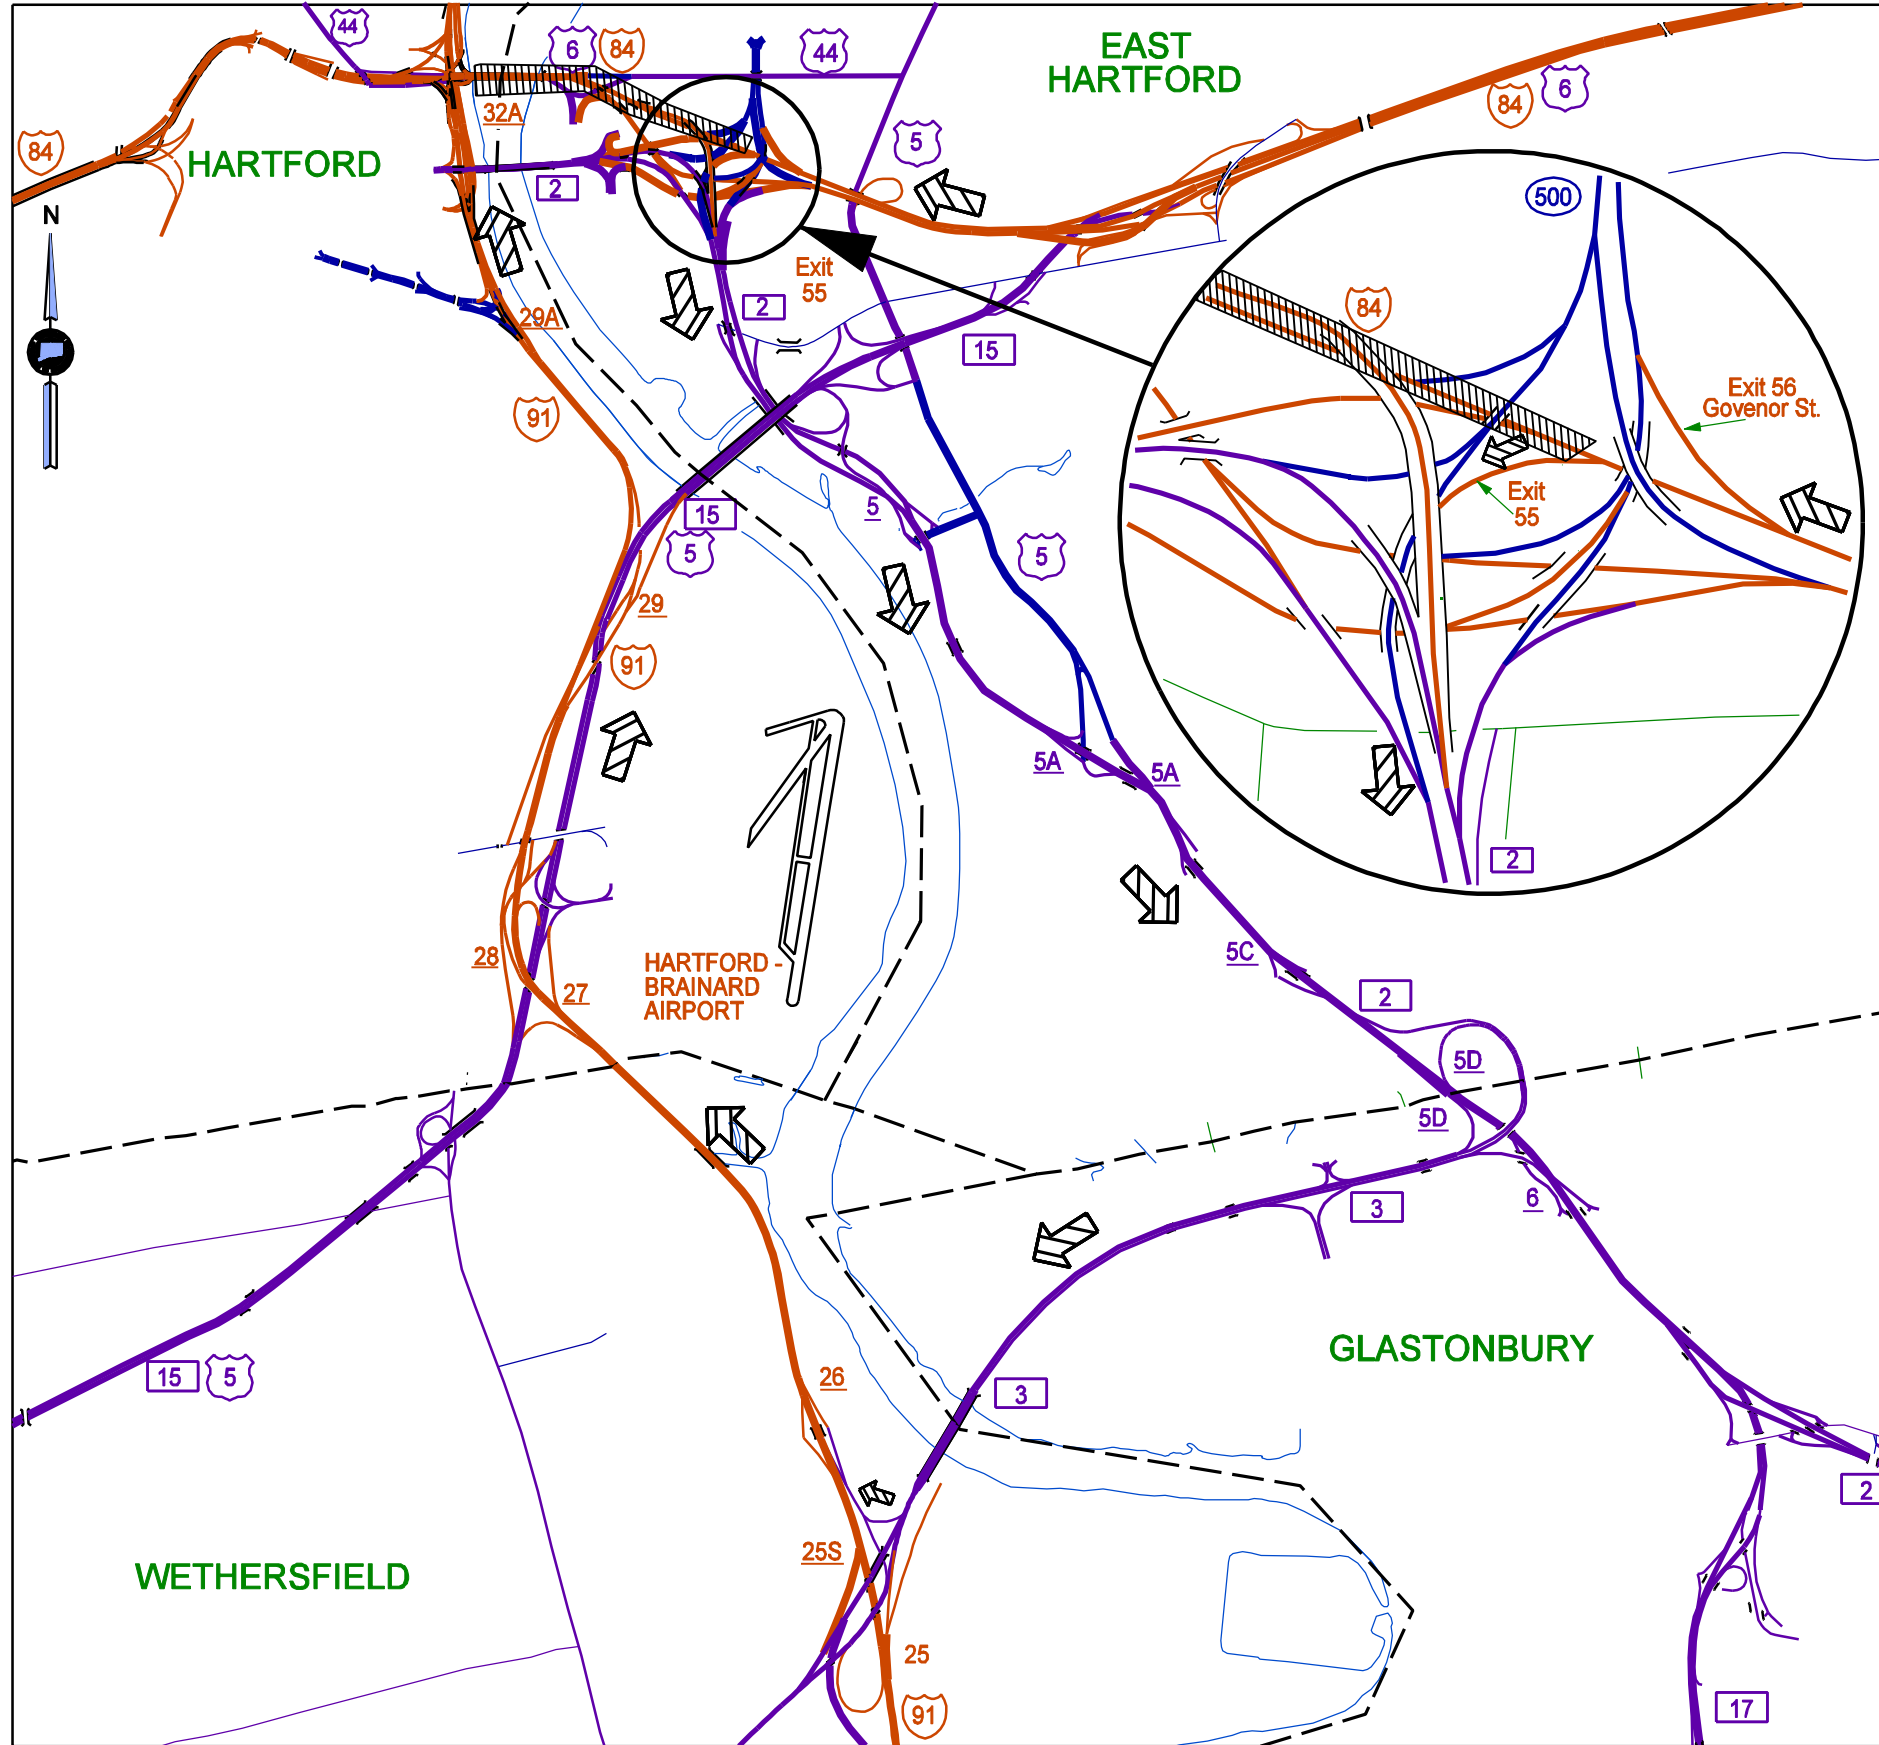 44
6
84
44
EAST
HARTFORD
84
6
32A
84
HARTFORD
5
2
500
N
Exit
55
2
84
29A
15
Exit 56
Govenor St.
91
Exit
55
15
5
5
5
29
91
5A
5A
2
28
27
HARTFORD -
BRAINARD
AIRPORT
5C
2
5D
5D
6
3
GLASTONBURY
15
5
26
3
2
25S
WETHERSFIELD
25
91
17